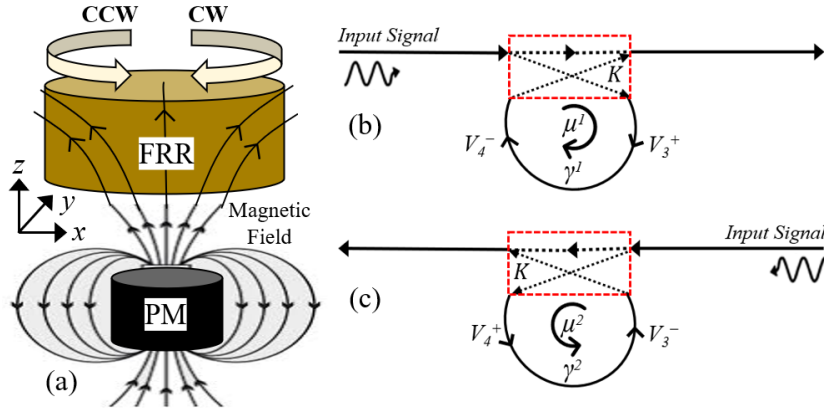 CCW CW
FRR
z
y
x
Magnetic
Field
PM
(a)
Input Signal
K
(b)
μ¹
V₄⁻
V₃⁺
γ¹
Input Signal
K
(c)
μ²
V₄⁺
V₃⁻
γ²